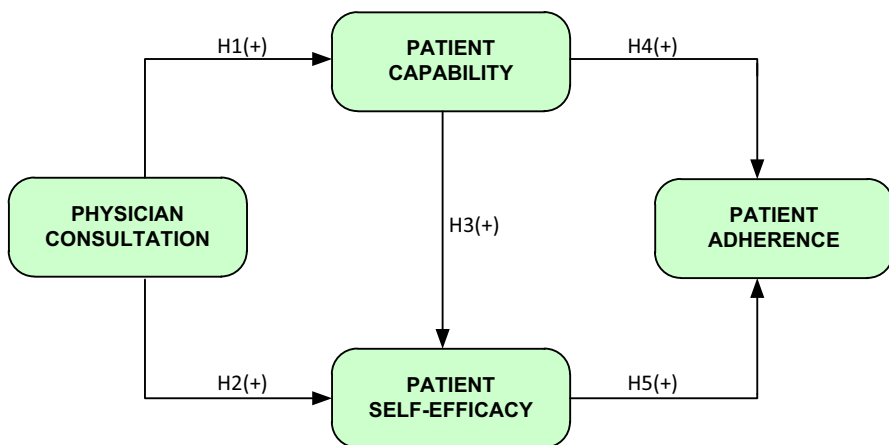 H1(+)
PATIENT
CAPABILITY
H4(+)
PHYSICIAN
CONSULTATION
H3(+)
PATIENT
ADHERENCE
H2(+)
PATIENT
SELF-EFFICACY
H5(+)